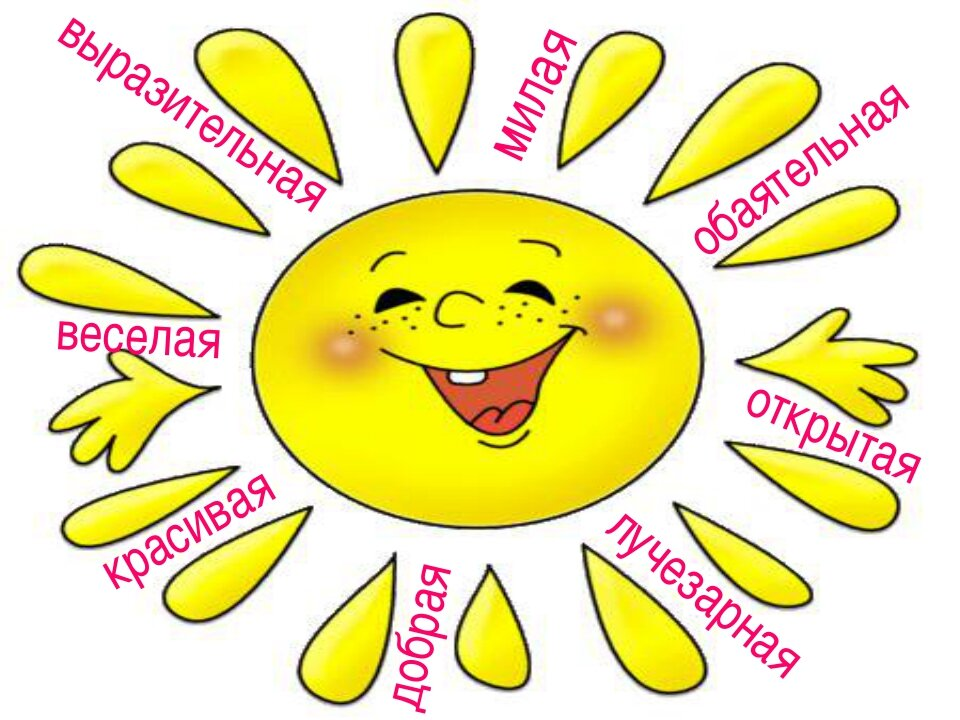 выразительная
милая
обаятельная
веселая
открытая
красивая
лучезарная
добрая